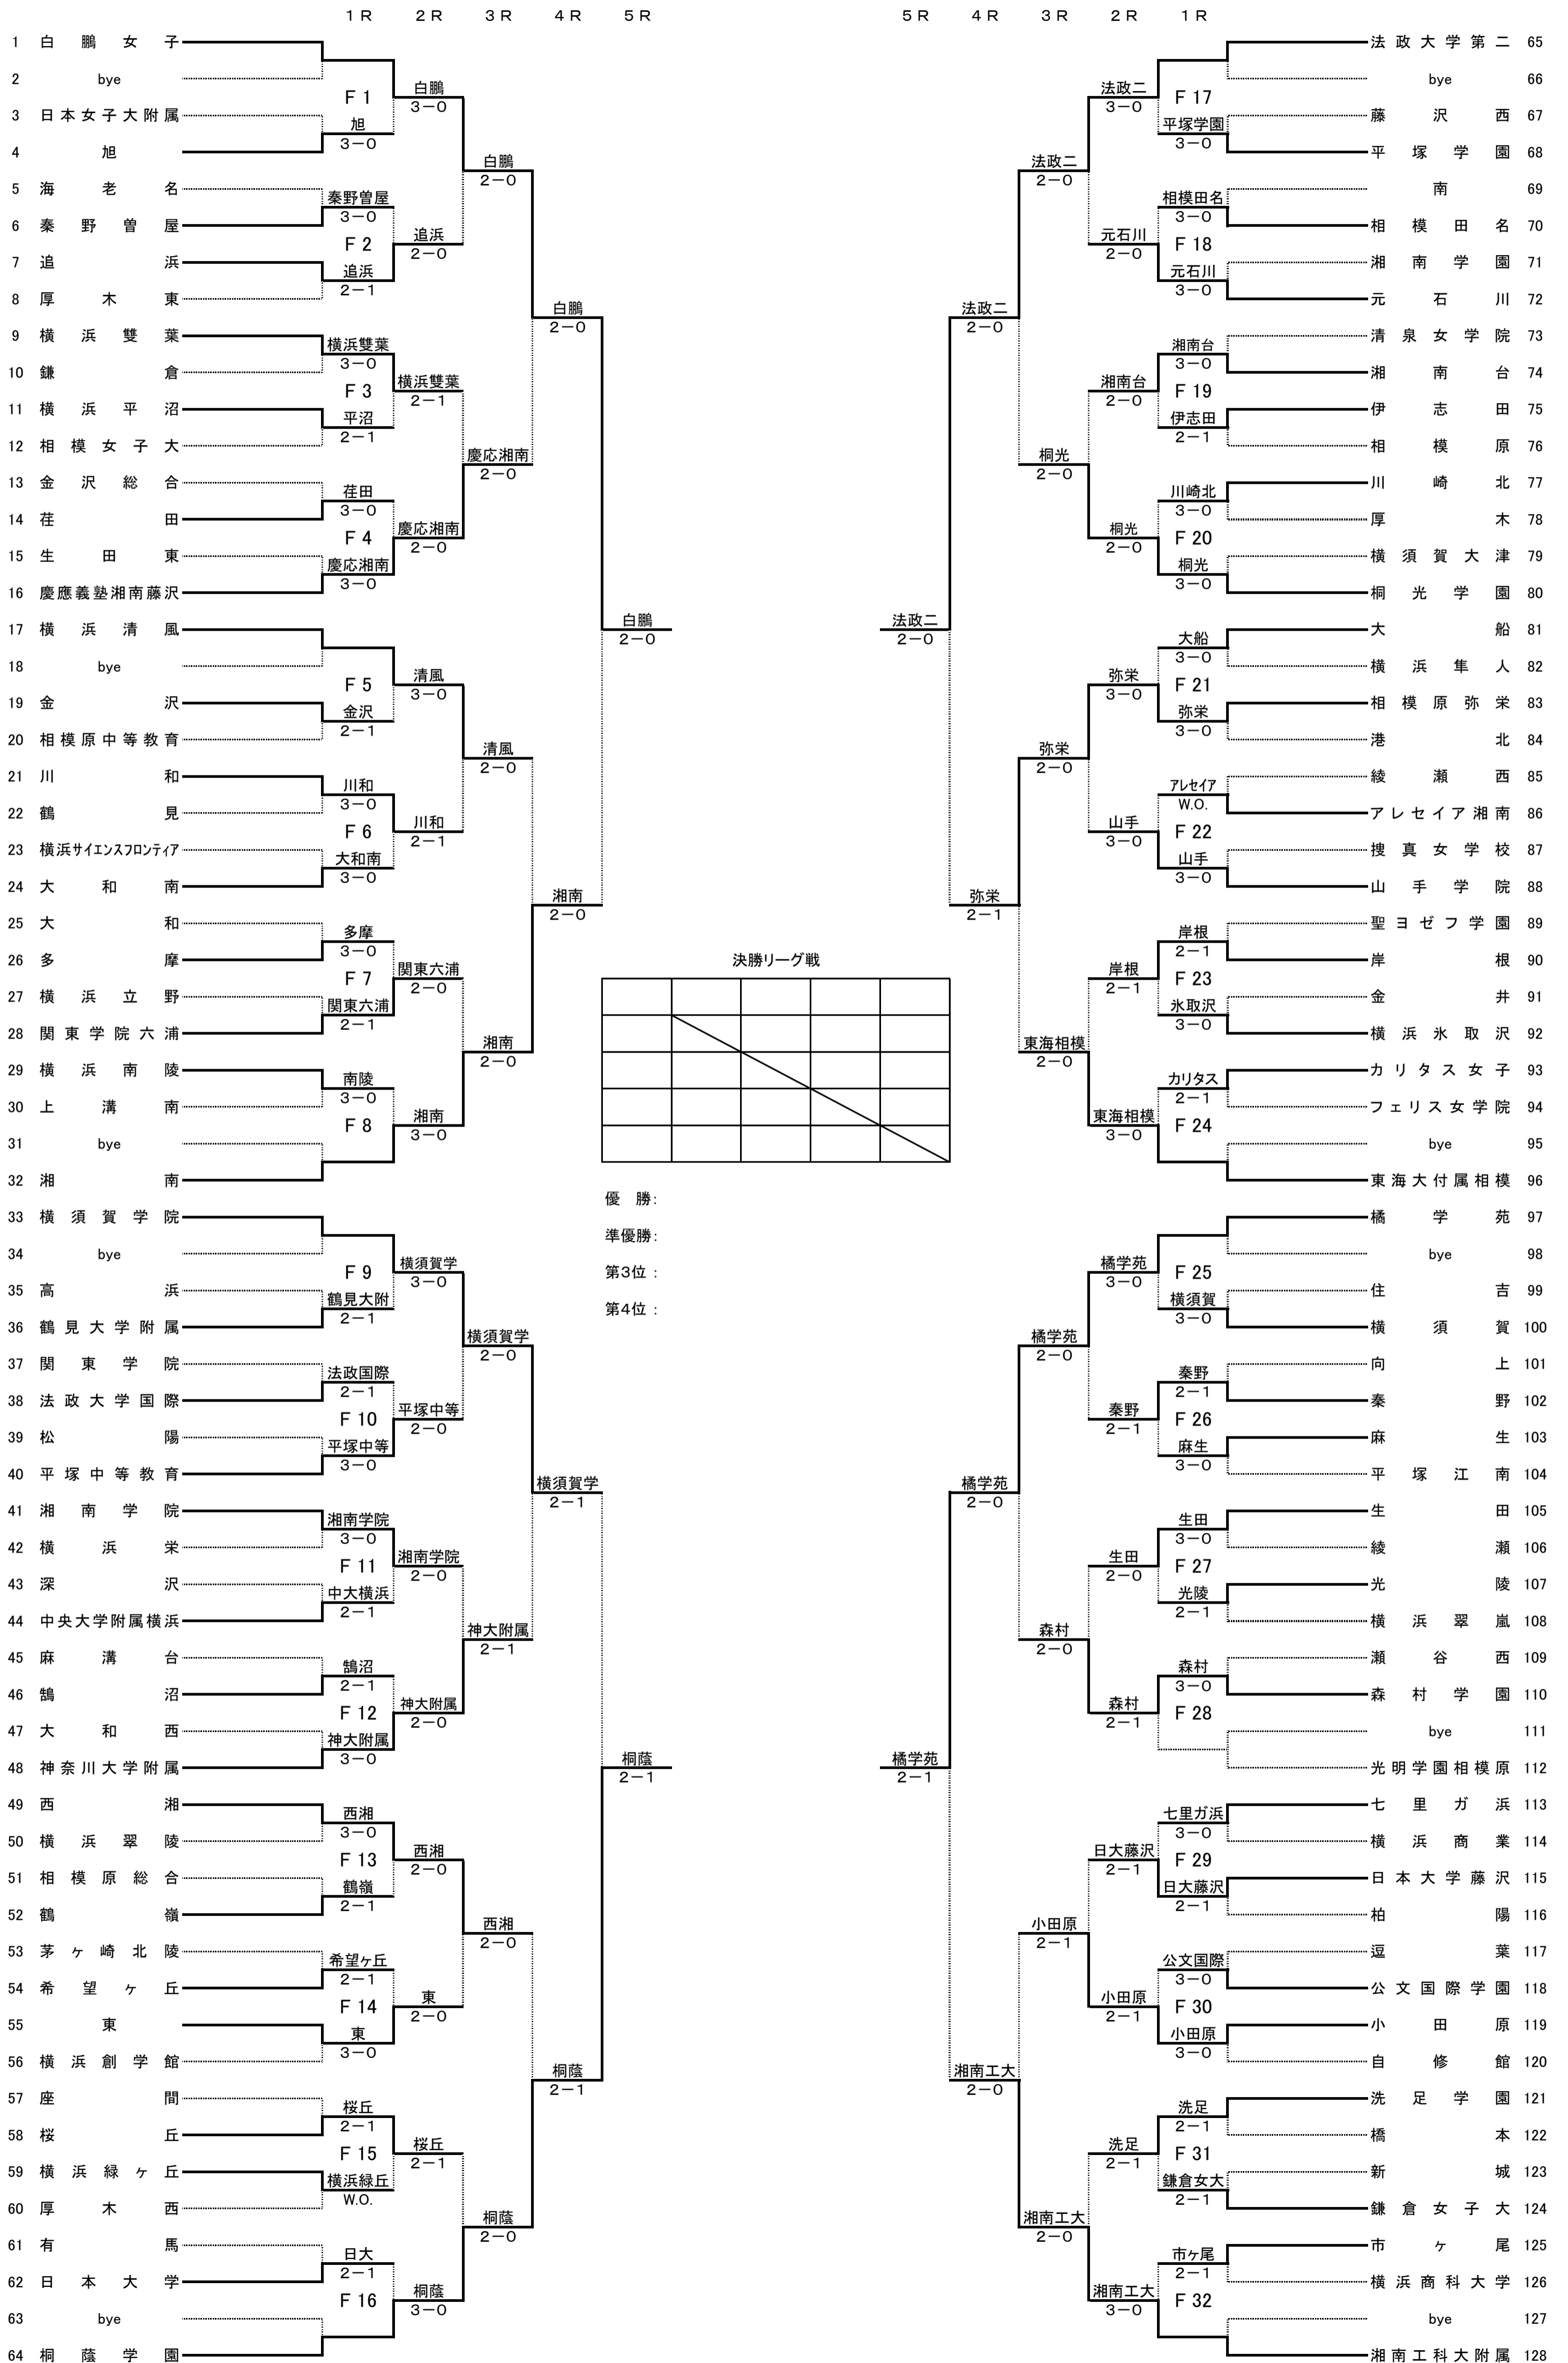 1R 2R 3R 4R 5R
5R 4R 3R 2R 1R
1 白鵬女子
2 bye
F 1
白鵬
3-0
3 日本女子大附属
旭
3-0
4 旭
白鵬
2-0
5 海老名
秦野曽屋
3-0
6 秦野曽屋
F 2
追浜
2-0
7 追浜
追浜
2-1
8 厚木東
白鵬
2-0
9 横浜雙葉
横浜雙葉
3-0
10 鎌倉
F 3
横浜雙葉
2-1
11 横浜平沼
平沼
2-1
12 相模女子大
慶応湘南
2-0
13 金沢総合
荏田
3-0
14 荏田
F 4
慶応湘南
2-0
15 生田東
慶応湘南
3-0
16 慶應義塾湘南藤沢
白鵬
2-0
17 横浜清風
18 bye
F 5
清風
3-0
19 金沢
金沢
2-1
20 相模原中等教育
清風
2-0
21 川和
川和
3-0
22 鶴見
F 6
川和
2-1
23 横浜サイエンスフロンティア
大和南
3-0
24 大和南
湘南
2-0
25 大和
多摩
3-0
26 多摩
F 7
関東六浦
2-0
27 横浜立野
関東六浦
2-1
28 関東学院六浦
湘南
2-0
29 横浜南陵
南陵
3-0
30 上溝南
F 8
湘南
3-0
31 bye
32 湘南
33 横須賀学院
34 bye
F 9
横須賀学
3-0
35 高浜
鶴見大附
2-1
36 鶴見大学附属
横須賀学
2-0
37 関東学院
法政国際
2-1
38 法政大学国際
F 10
平塚中等
2-0
39 松陽
平塚中等
3-0
40 平塚中等教育
横須賀学
2-1
41 湘南学院
湘南学院
3-0
42 横浜栄
F 11
湘南学院
2-0
43 深沢
中大横浜
2-1
44 中央大学附属横浜
神大附属
2-1
45 麻溝台
鵠沼
2-1
46 鵠沼
F 12
神大附属
2-0
47 大和西
神大附属
3-0
48 神奈川大学附属
桐蔭
2-1
49 西湘
西湘
3-0
50 横浜翠陵
F 13
西湘
2-0
51 相模原総合
鶴嶺
2-1
52 鶴嶺
西湘
2-0
53 茅ヶ崎北陵
希望ヶ丘
2-1
54 希望ヶ丘
F 14
東
2-0
55 東
東
3-0
56 横浜創学館
桐蔭
2-1
57 座間
桜丘
2-1
58 桜丘
F 15
桜丘
2-1
59 横浜緑ヶ丘
横浜緑丘
W.O.
60 厚木西
桐蔭
2-0
61 有馬
日大
2-1
62 日本大学
F 16
桐蔭
3-0
63 bye
64 桐蔭学園
決勝リーグ戦
優 勝:
準優勝:
第3位:
第4位:
法政大学第二 65
bye 66
F 17
法政二
3-0
藤沢西 67
平塚学園
3-0
平塚学園 68
法政二
2-0
南 69
相模田名
3-0
相模田名 70
F 18
元石川
2-0
湘南学園 71
元石川
3-0
元石川 72
法政二
2-0
清泉女学院 73
湘南台
3-0
湘南台 74
F 19
湘南台
2-0
伊志田 75
伊志田
2-1
相模原 76
桐光
2-0
川崎北 77
川崎北
3-0
厚木 78
F 20
桐光
2-0
横須賀大津 79
桐光
3-0
桐光学園 80
法政二
2-0
大船 81
大船
3-0
横浜隼人 82
F 21
弥栄
3-0
相模原弥栄 83
弥栄
3-0
港北 84
弥栄
2-0
綾瀬西 85
アレセイア
W.O.
アレセイア湘南 86
F 22
山手
3-0
捜真女学校 87
山手
3-0
山手学院 88
弥栄
2-1
聖ヨゼフ学園 89
岸根
2-1
岸根 90
F 23
岸根
2-1
金井 91
氷取沢
3-0
横浜氷取沢 92
東海相模
2-0
カリタス女子 93
カリタス
2-1
フェリス女学院 94
F 24
東海相模
3-0
bye 95
東海大付属相模 96
橘学苑 97
bye 98
F 25
橘学苑
3-0
住吉 99
横須賀
3-0
横須賀 100
橘学苑
2-0
向上 101
秦野
2-1
秦野 102
F 26
秦野
2-1
麻生 103
麻生
3-0
平塚江南 104
橘学苑
2-0
生田 105
生田
3-0
綾瀬 106
F 27
生田
2-0
光陵 107
光陵
2-1
横浜翠嵐 108
森村
2-0
瀬谷西 109
森村
3-0
森村学園 110
F 28
森村
2-1
bye 111
光明学園相模原 112
橘学苑
2-1
七里ガ浜 113
七里ガ浜
3-0
横浜商業 114
F 29
日大藤沢
2-1
日本大学藤沢 115
日大藤沢
2-1
柏陽 116
小田原
2-1
逗葉 117
公文国際
3-0
公文国際学園 118
F 30
小田原
2-1
小田原 119
小田原
3-0
自修館 120
湘南工大
2-0
洗足学園 121
洗足
2-1
橋本 122
F 31
洗足
2-1
新城 123
鎌倉女大
2-1
鎌倉女子大 124
湘南工大
2-0
市ヶ尾 125
市ヶ尾
2-1
横浜商科大学 126
F 32
湘南工大
3-0
bye 127
湘南工科大附属 128